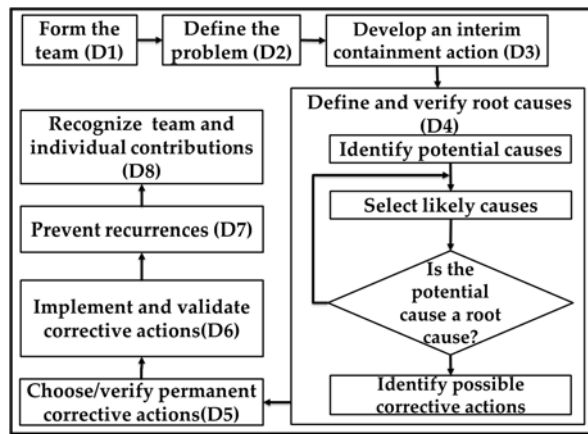 Form the
team (D1)
Define the
problem (D2)
Develop an interim
containment action (D3)
Define and verify root causes
(D4)
Identify potential causes
Select likely causes
Is the
potential
cause a root
cause?
Identify possible
corrective actions
Choose/verify permanent
corrective actions(D5)
Implement and validate
corrective actions(D6)
Prevent recurrences (D7)
Recognize team and
individual contributions
(D8)